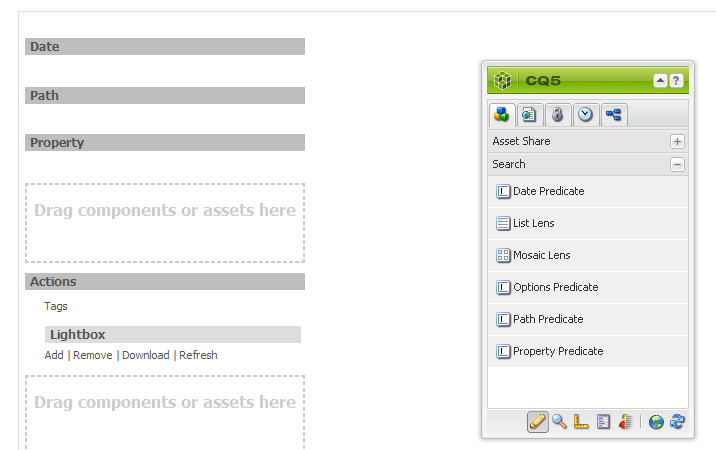 Date
Path
Property
Drag components or assets here
Actions
Tags
Lightbox
Add | Remove | Download | Refresh
Drag components or assets here
CQ5
?
Asset Share
Search
Date Predicate
List Lens
Mosaic Lens
Options Predicate
Path Predicate
Property Predicate